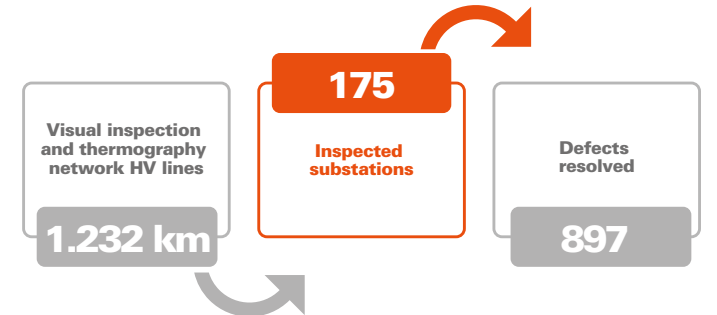 Visual inspection
and thermography
network HV lines
1.232 km
175
Inspected
substations
Defects
resolved
897